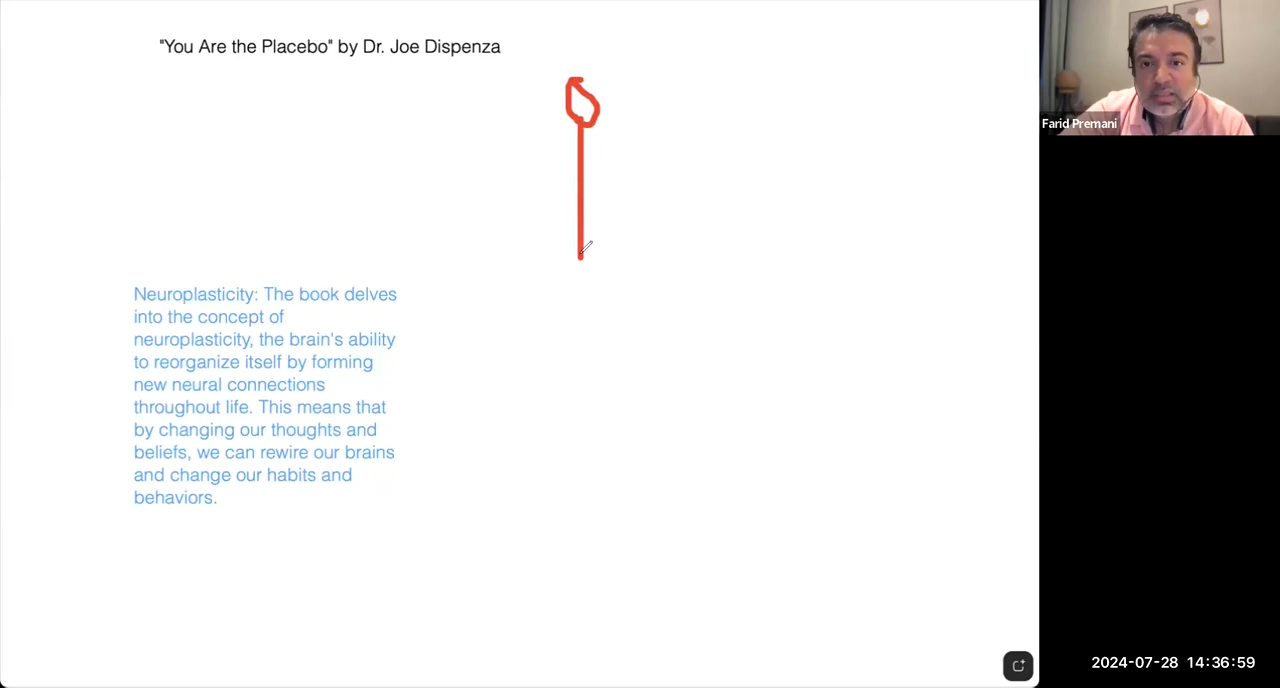 "You Are the Placebo" by Dr. Joe Dispenza
Farid Premani
Neuroplasticity: The book delves
into the concept of
neuroplasticity, the brain's ability
to reorganize itself by forming
new neural connections
throughout life. This means that
by changing our thoughts and
beliefs, we can rewire our brains
and change our habits and
behaviors.
2024-07-28 14:36:59